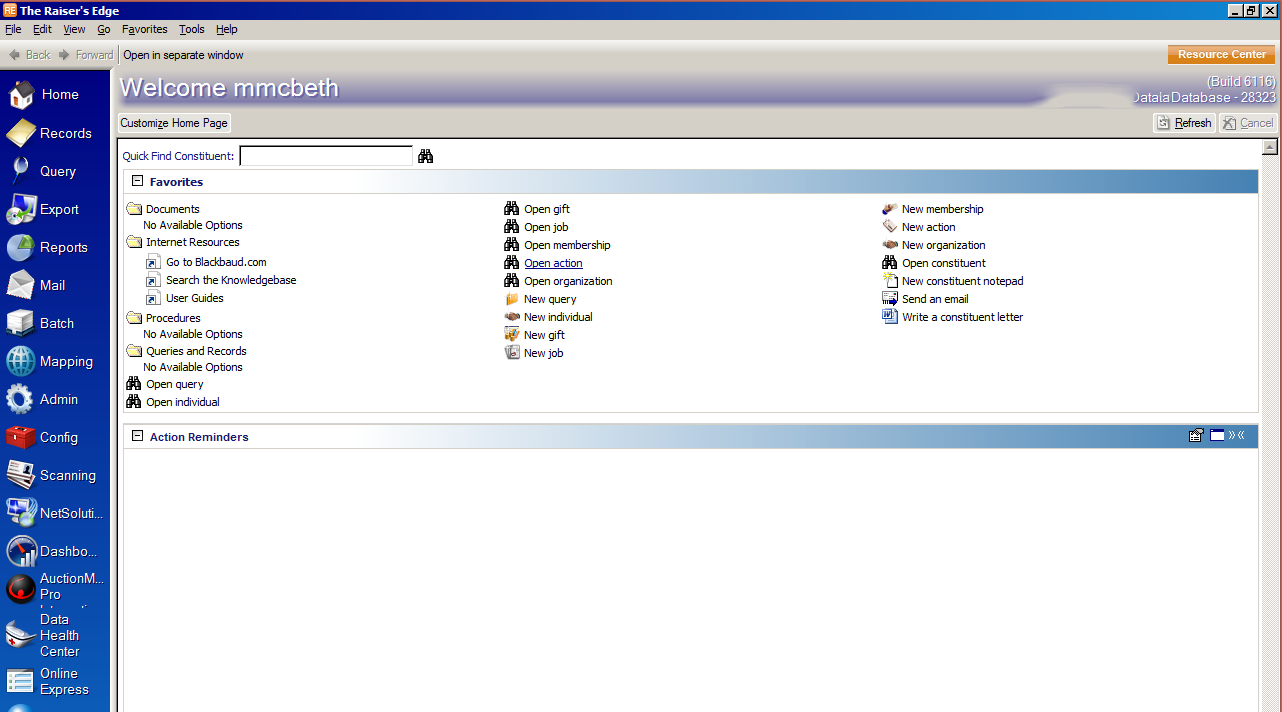 RE The Raiser's Edge
File Edit View Go Favorites Tools Help
Back Forward Open in separate window
Resource Center
Welcome mmcbeth
(Build 6116)
Database - 28323
Customize Home Page
Refresh Cancel
Home
Records
Query
Export
Reports
Mail
Batch
Mapping
Admin
Config
Scanning
NetSoluti...
Dashbo...
AuctionM...
Pro
Data
Health
Center
Online
Express
Quick Find Constituent:
Favorites
Documents
No Available Options
Internet Resources
Go to Blackbaud.com
Search the Knowledgebase
User Guides
Procedures
No Available Options
Queries and Records
No Available Options
Open query
Open individual
Open gift
Open job
Open membership
Open action
Open organization
New query
New individual
New gift
New job
New membership
New action
New organization
Open constituent
New constituent notepad
Send an email
Write a constituent letter
Action Reminders